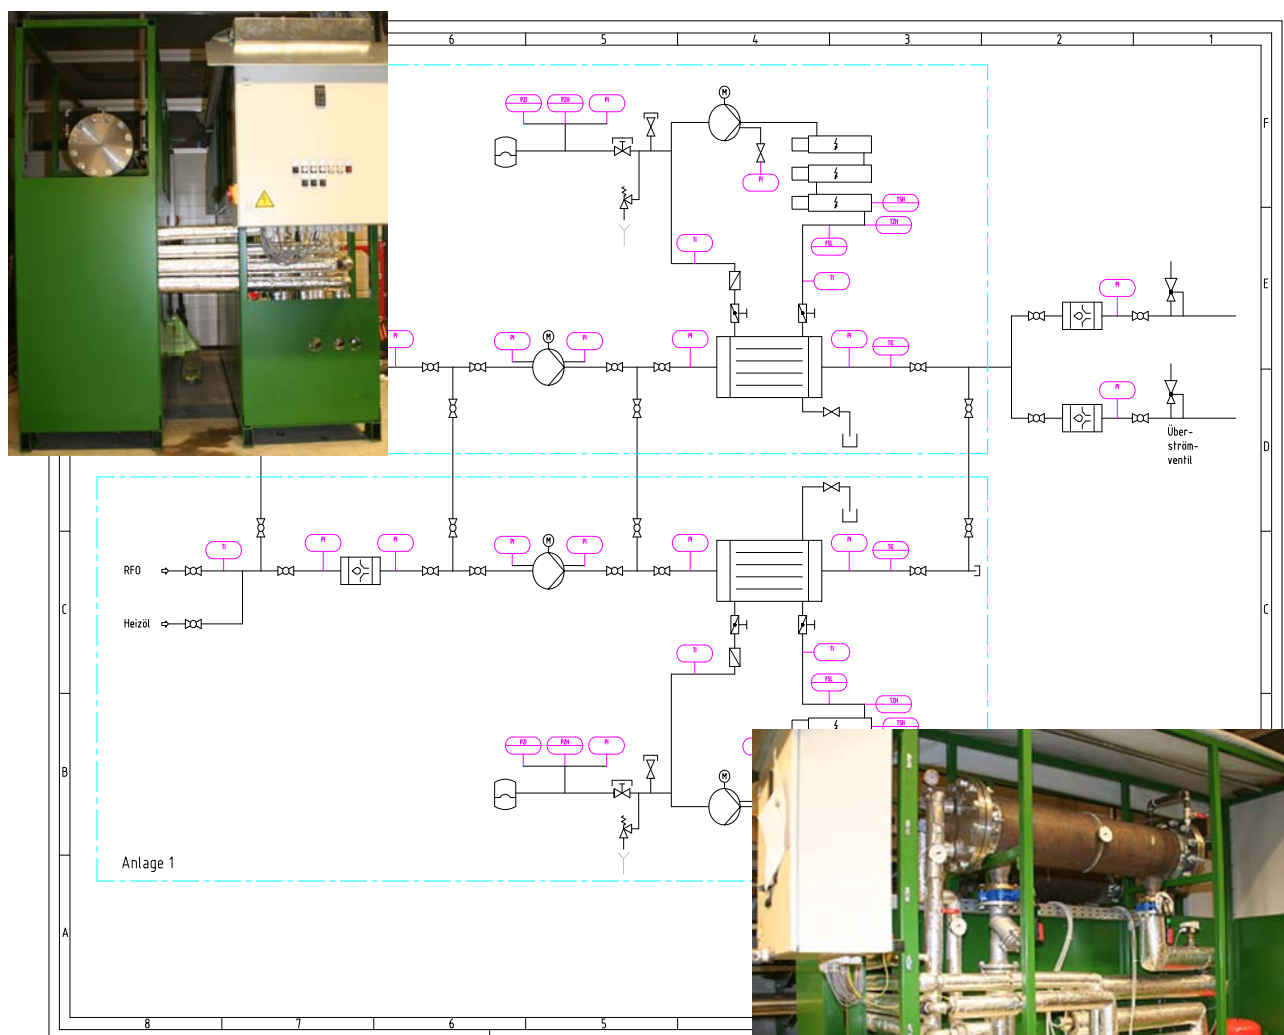 6 5 4 3 2 1
F
PZI PZH PI
M
PI
TSH
TZH
FSL
TI
TI
E
PI
PI PI M PI PI PI TIC
PI
Über-
ström-
ventil
D
TI PI PI PI M PI PI PI TIC
RFO
Heizöl
C C
TI TI
FSL
TZH
TSH
PZI PZH PI
M
B B
Anlage 1
A
8 7 6 5